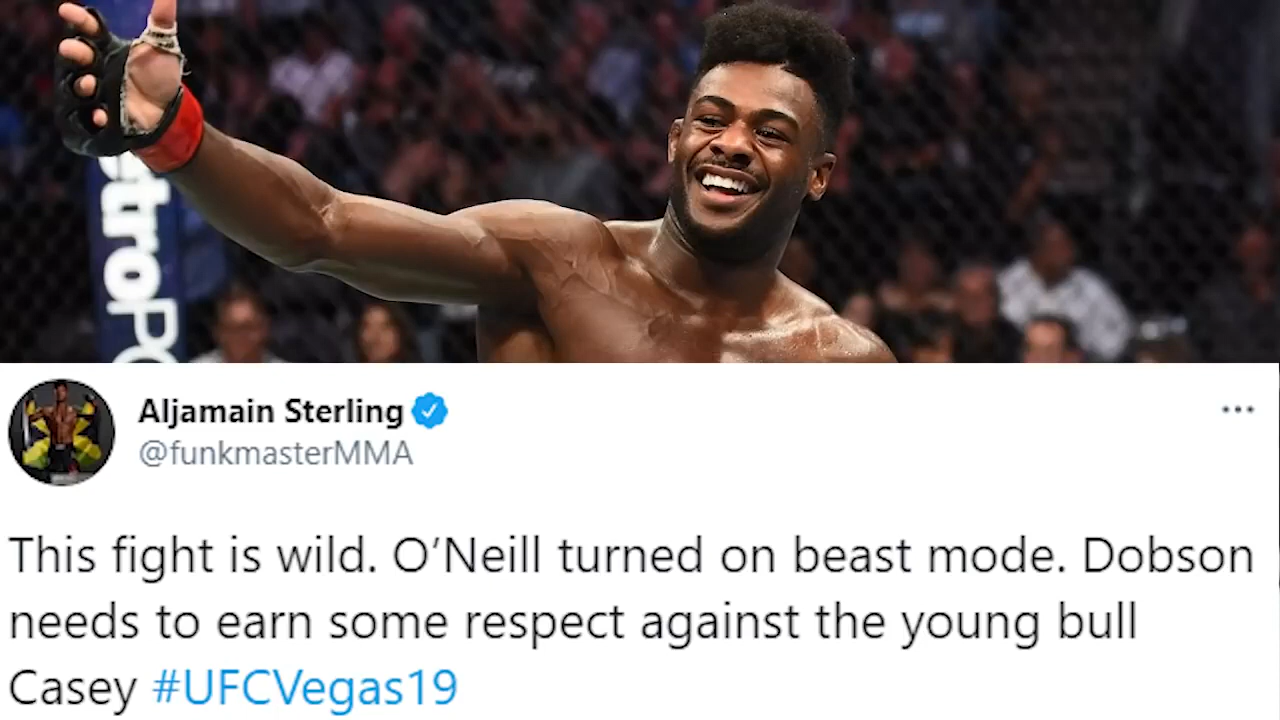 etroPC
Aljamain Sterling
@funkmasterMMA
This fight is wild. O’Neill turned on beast mode. Dobson
needs to earn some respect against the young bull
Casey #UFCVegas19